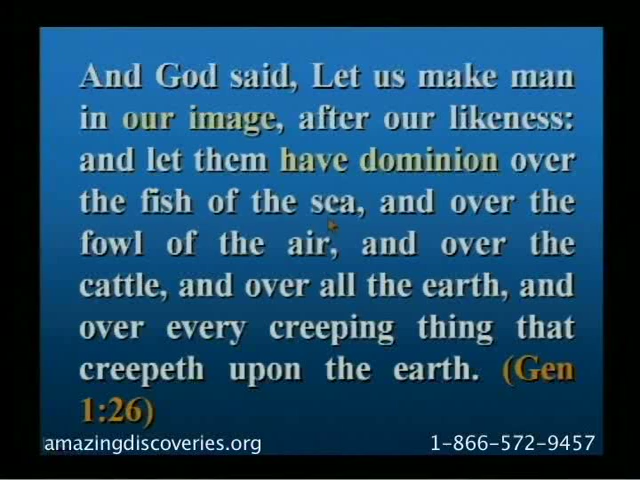 And God said, Let us make man
in our image, after our likeness:
and let them have dominion over
the fish of the sea, and over the
fowl of the air, and over the
cattle, and over all the earth, and
over every creeping thing that
creepeth upon the earth. (Gen
1:26)
amazingdiscoveries.org 1-866-572-9457